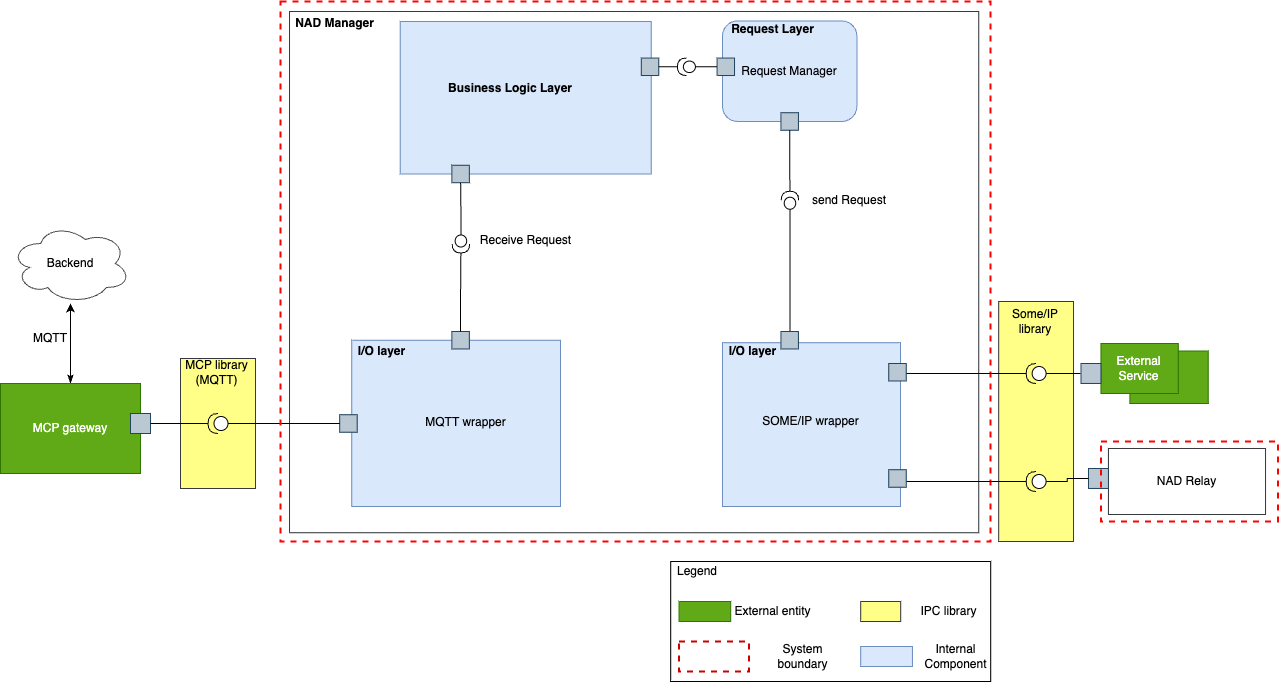 NAD Manager
Business Logic Layer
Request Layer
Request Manager
send Request
Receive Request
Backend
MQTT
MCP gateway
MCP library
(MQTT)
I/O layer
MQTT wrapper
I/O layer
SOME/IP wrapper
Some/IP
library
External
Service
NAD Relay
Legend
External entity
IPC library
System
boundary
Internal
Component